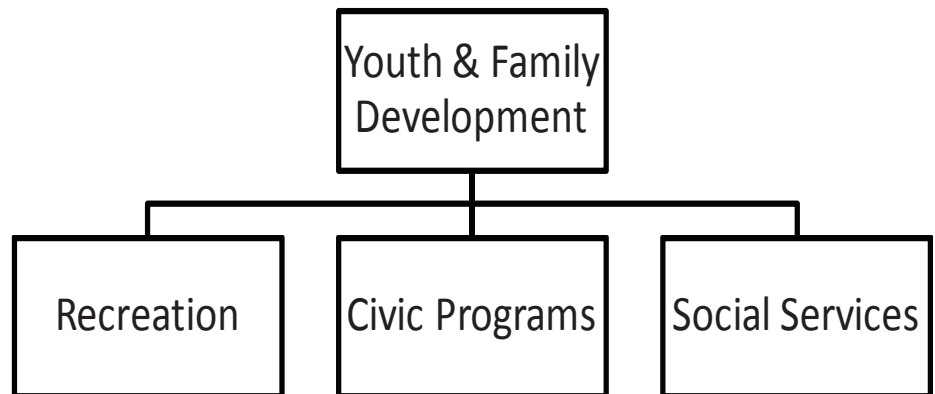 Youth & Family
Development
Recreation
Civic Programs
Social Services